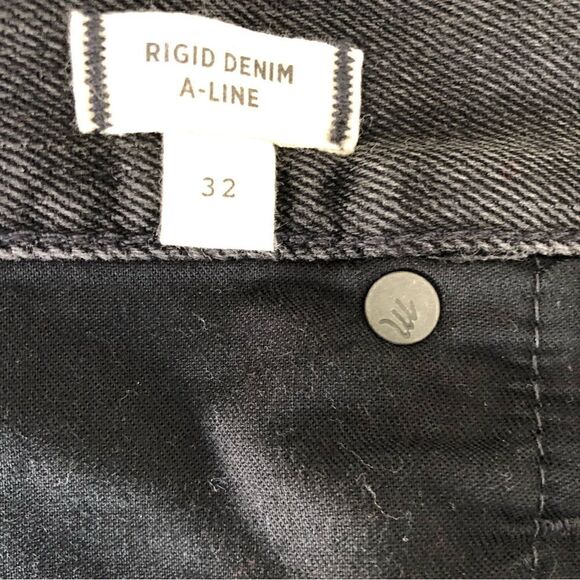 RIGID DENIM
A-LINE
32
m